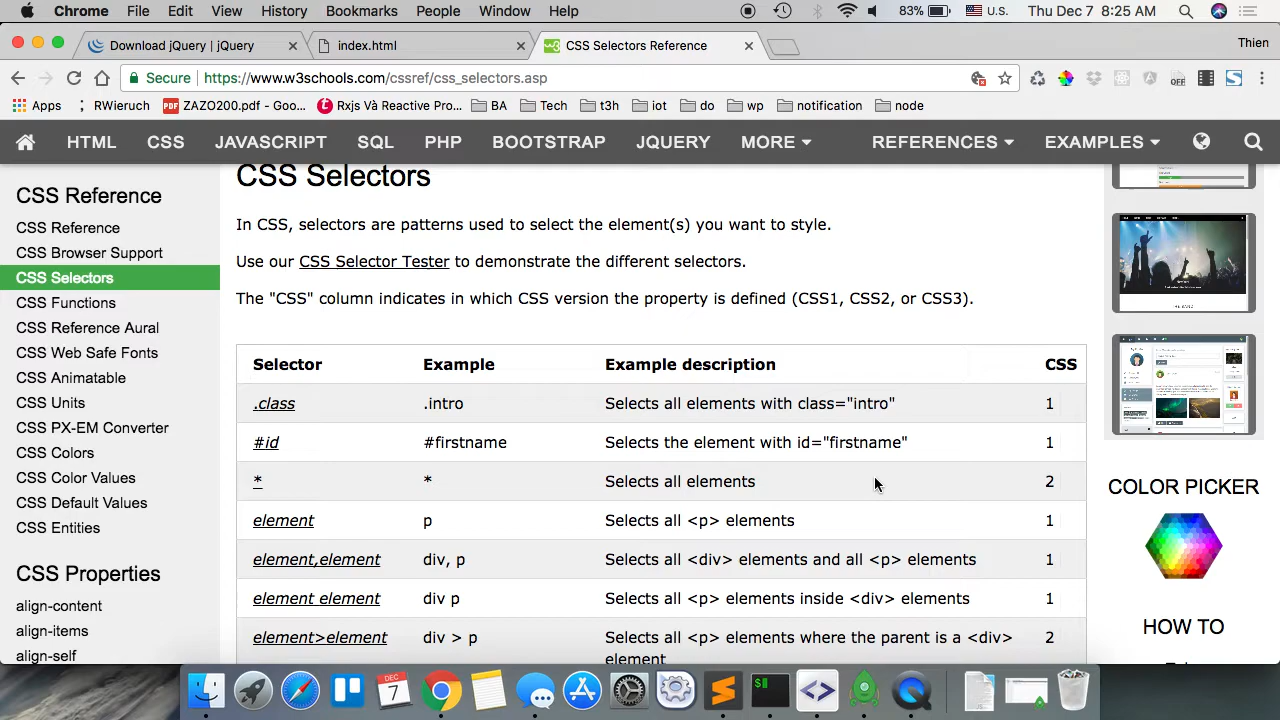 Chrome File Edit View History Bookmarks People Window Help 83% U.S. Thu Dec 7 8:25 AM
Download jQuery | jQuery index.html CSS Selectors Reference Thien
Secure https://www.w3schools.com/cssref/css_selectors.asp OFF
Apps RWieruch PDF ZAZO200.pdf - Goo... Rxjs Và Reactive Pro... BA Tech t3h iot do wp notification node
HTML CSS JAVASCRIPT SQL PHP BOOTSTRAP JQUERY MORE REFERENCES EXAMPLES
CSS Reference
CSS Reference
CSS Browser Support
CSS Selectors
CSS Functions
CSS Reference Aural
CSS Web Safe Fonts
CSS Animatable
CSS Units
CSS PX-EM Converter
CSS Colors
CSS Color Values
CSS Default Values
CSS Entities
CSS Properties
align-content
align-items
align-self
CSS Selectors
In CSS, selectors are patterns used to select the element(s) you want to style.
Use our CSS Selector Tester to demonstrate the different selectors.
The "CSS" column indicates in which CSS version the property is defined (CSS1, CSS2, or CSS3).
Selector Example Example description CSS
.class .intro Selects all elements with class="intro" 1
#id #firstname Selects the element with id="firstname" 1
* * Selects all elements 2
element p Selects all <p> elements 1
element,element div, p Selects all <div> elements and all <p> elements 1
element element div p Selects all <p> elements inside <div> elements 1
element>element div > p Selects all <p> elements where the parent is a <div> 2
element
COLOR PICKER
HOW TO
DEC
7